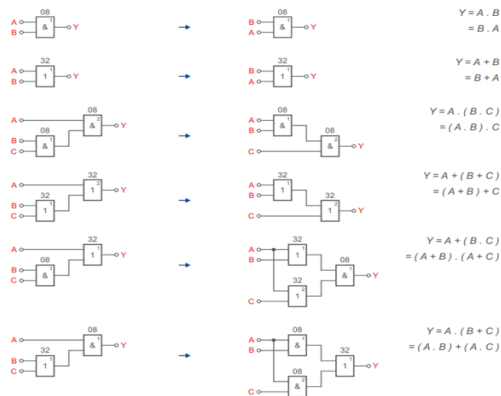 08
A & 1 Y
B
08
B & 1 Y
A
Y = A . B
= B . A
32
A 1 1 Y
B
32
B 1 1 Y
A
Y = A + B
= B + A
08
A & 2 Y
08
B & 1
C
08
A & 1
B
08
& 2 Y
C
Y = A . ( B . C )
= ( A . B ) . C
32
A 1 2 Y
32
B 1 1
C
32
A 1 1
B
32
1 2 Y
C
Y = A + ( B + C )
= ( A + B ) + C
32
A 1 1 Y
08
B & 1
C
32
A 1 1
B
08
& 1 Y
32
1 2
C
Y = A + ( B . C )
= ( A + B ) . ( A + C )
08
A & 1 Y
32
B 1 1
C
08
A & 1
B
32
1 1 Y
08
& 2
C
Y = A . ( B + C )
= ( A . B ) + ( A . C )